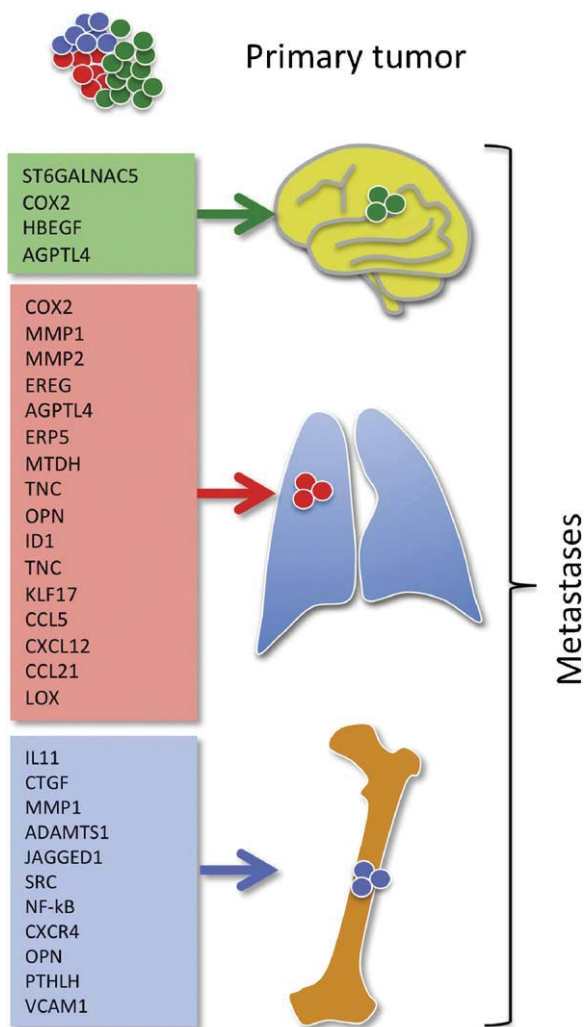 Primary tumor
ST6GALNAC5
COX2
HBEGF
AGPTL4
COX2
MMP1
MMP2
EREG
AGPTL4
ERP5
MTDH
TNC
OPN
ID1
TNC
KLF17
CCL5
CXCL12
CCL21
LOX
IL11
CTGF
MMP1
ADAMTS1
JAGGED1
SRC
NF-kB
CXCR4
OPN
PTHLH
VCAM1
Metastases